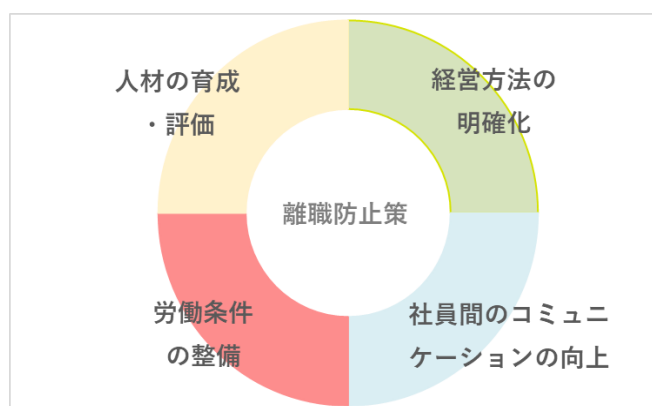 人材の育成
・評価
経営方法の
明確化
離職防止策
労働条件
の整備
社員間のコミュニ
ケーションの向上